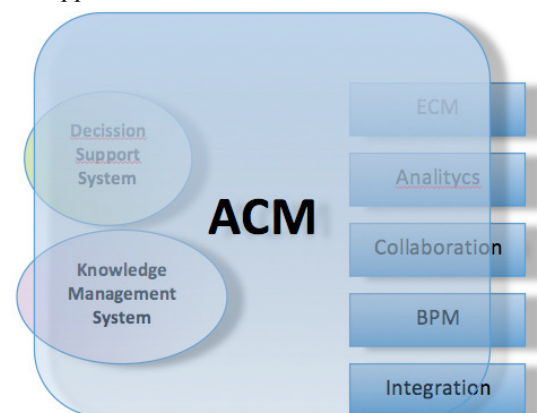 Decission
Support
System
Knowledge
Management
System
ACM
ECM
Analitycs
Collaboration
BPM
Integration